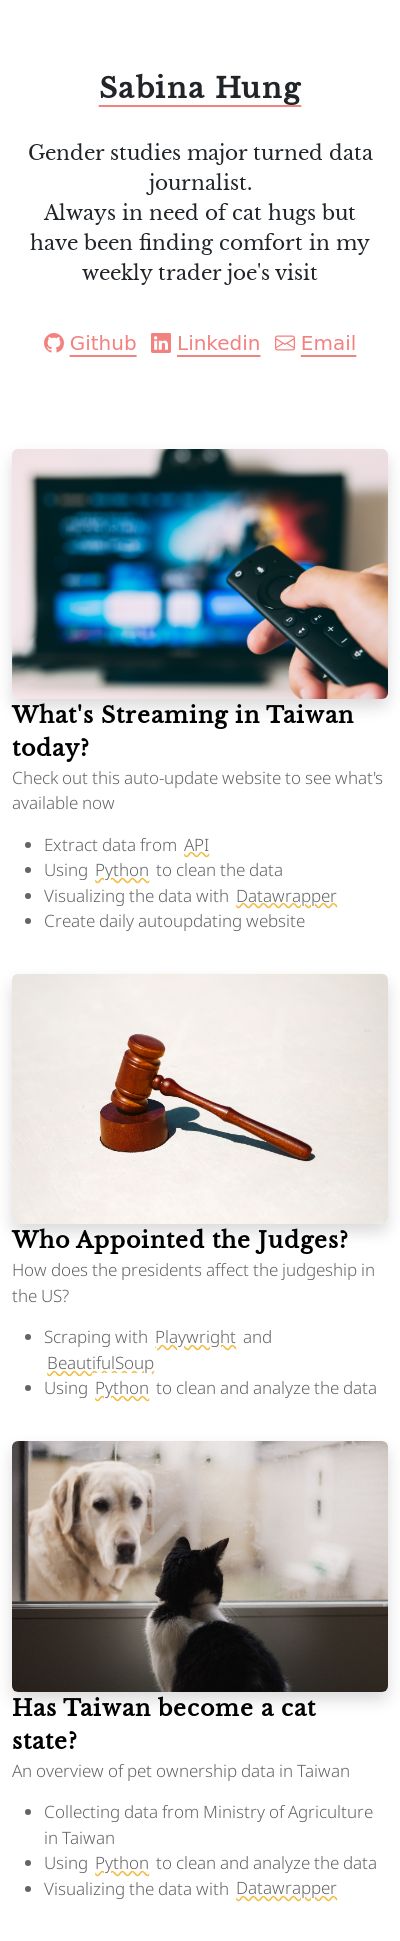 Sabina Hung
Gender studies major turned data
journalist.
Always in need of cat hugs but
have been finding comfort in my
weekly trader joe's visit
Github Linkedin Email
What's Streaming in Taiwan
today?
Check out this auto-update website to see what's
available now
Extract data from API
Using Python to clean the data
Visualizing the data with Datawrapper
Create daily autoupdating website
Who Appointed the Judges?
How does the presidents affect the judgeship in
the US?
Scraping with Playwright and
BeautifulSoup
Using Python to clean and analyze the data
Has Taiwan become a cat
state?
An overview of pet ownership data in Taiwan
Collecting data from Ministry of Agriculture
in Taiwan
Using Python to clean and analyze the data
Visualizing the data with Datawrapper